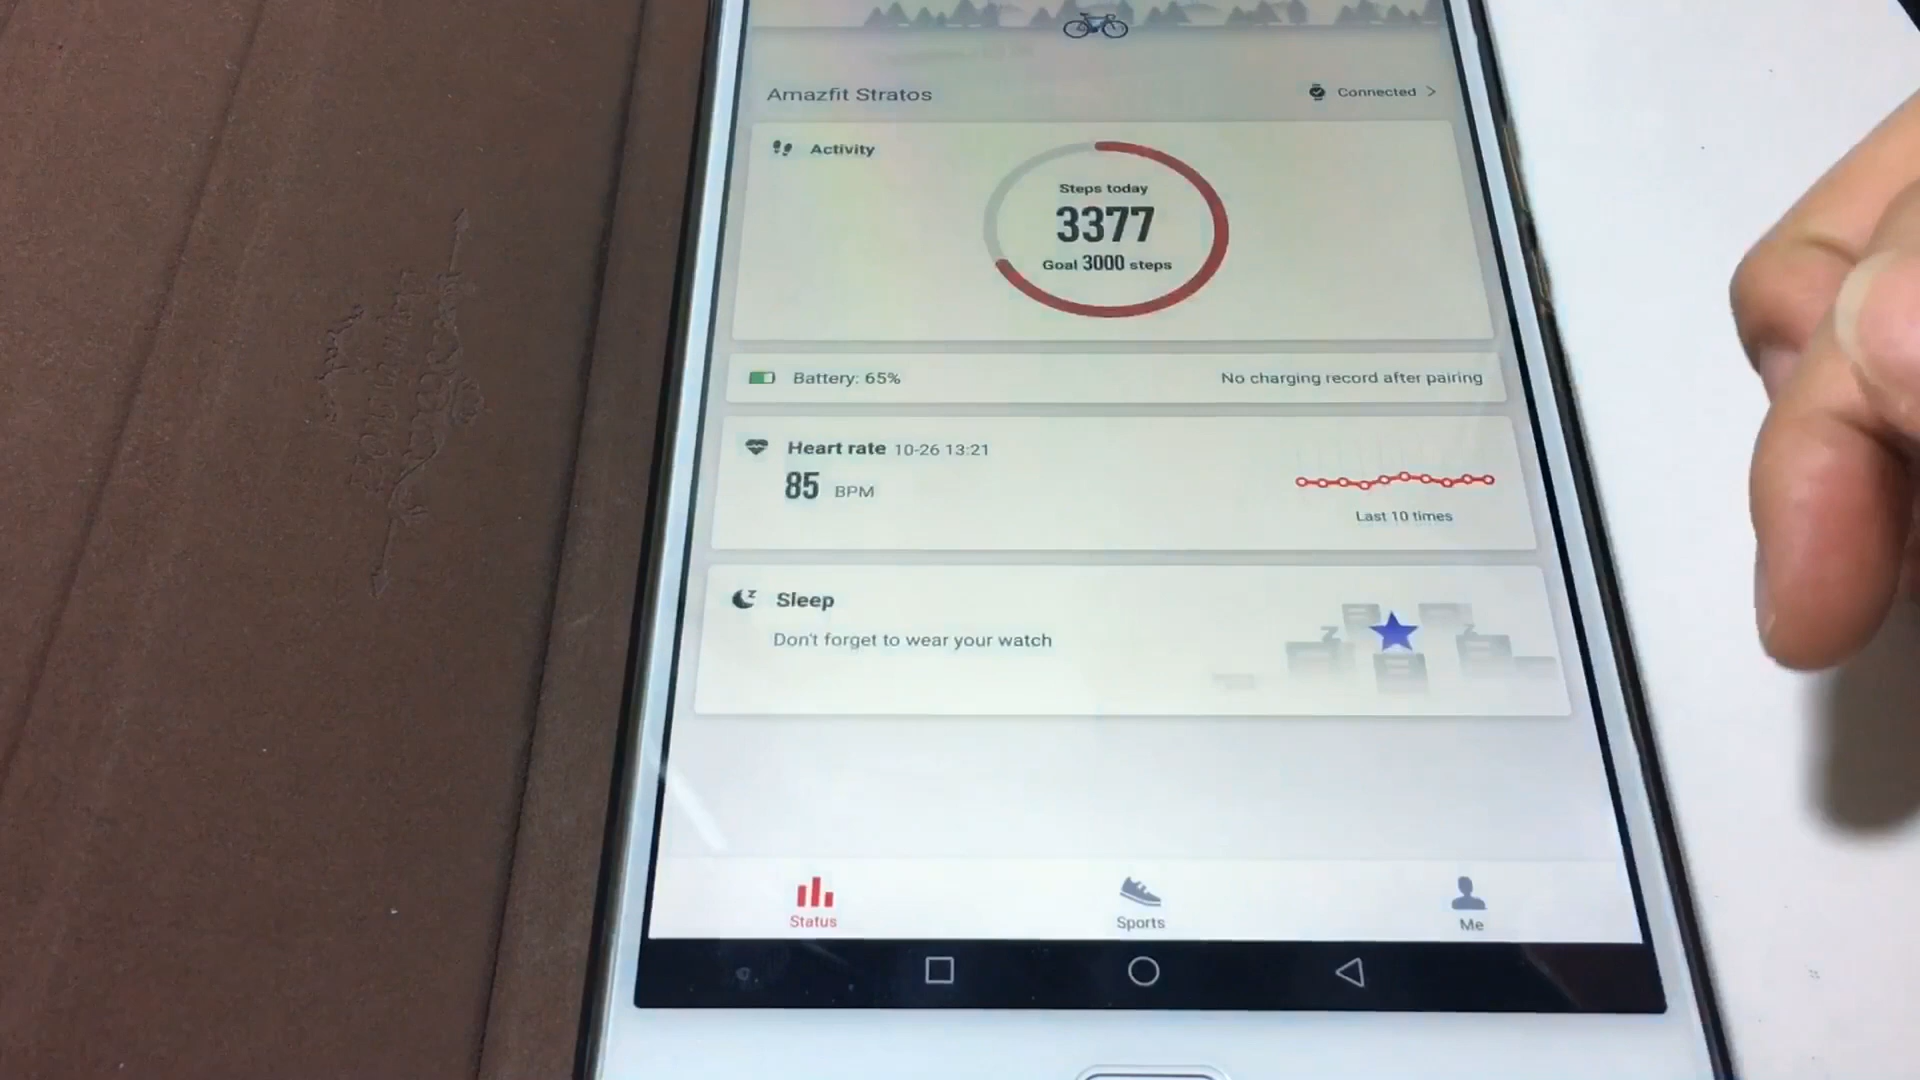 Amazfit Stratos
Connected
Activity
Steps today
3377
Goal 3000 steps
Battery: 65%
No charging record after pairing
Heart rate 10-26 13:21
85 BPM
Last 10 times
Sleep
Don't forget to wear your watch
Status
Sports
Me